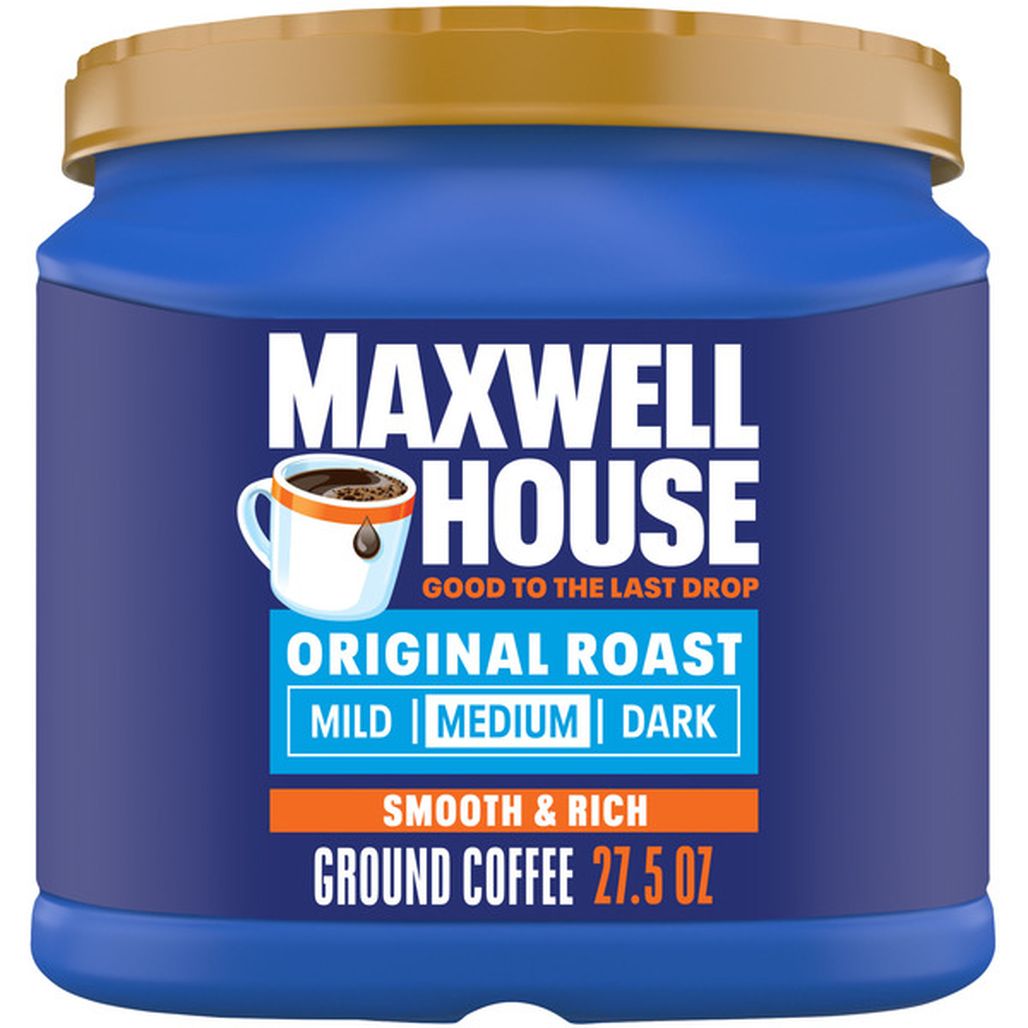 MAXWELL
HOUSE
GOOD TO THE LAST DROP
ORIGINAL ROAST
MILD | MEDIUM | DARK
SMOOTH & RICH
GROUND COFFEE 27.5 OZ